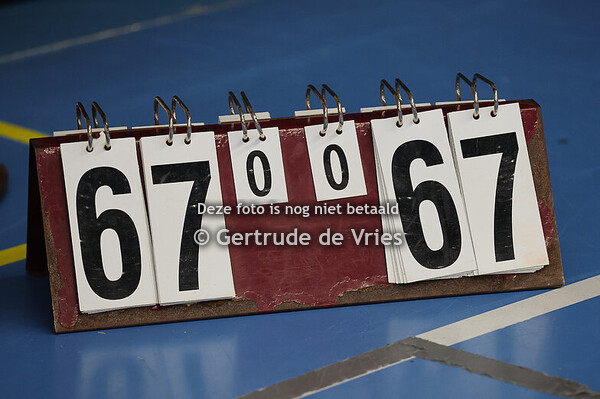 67 0 0 67
Deze foto is nog niet betaald
© Gertrude de Vries